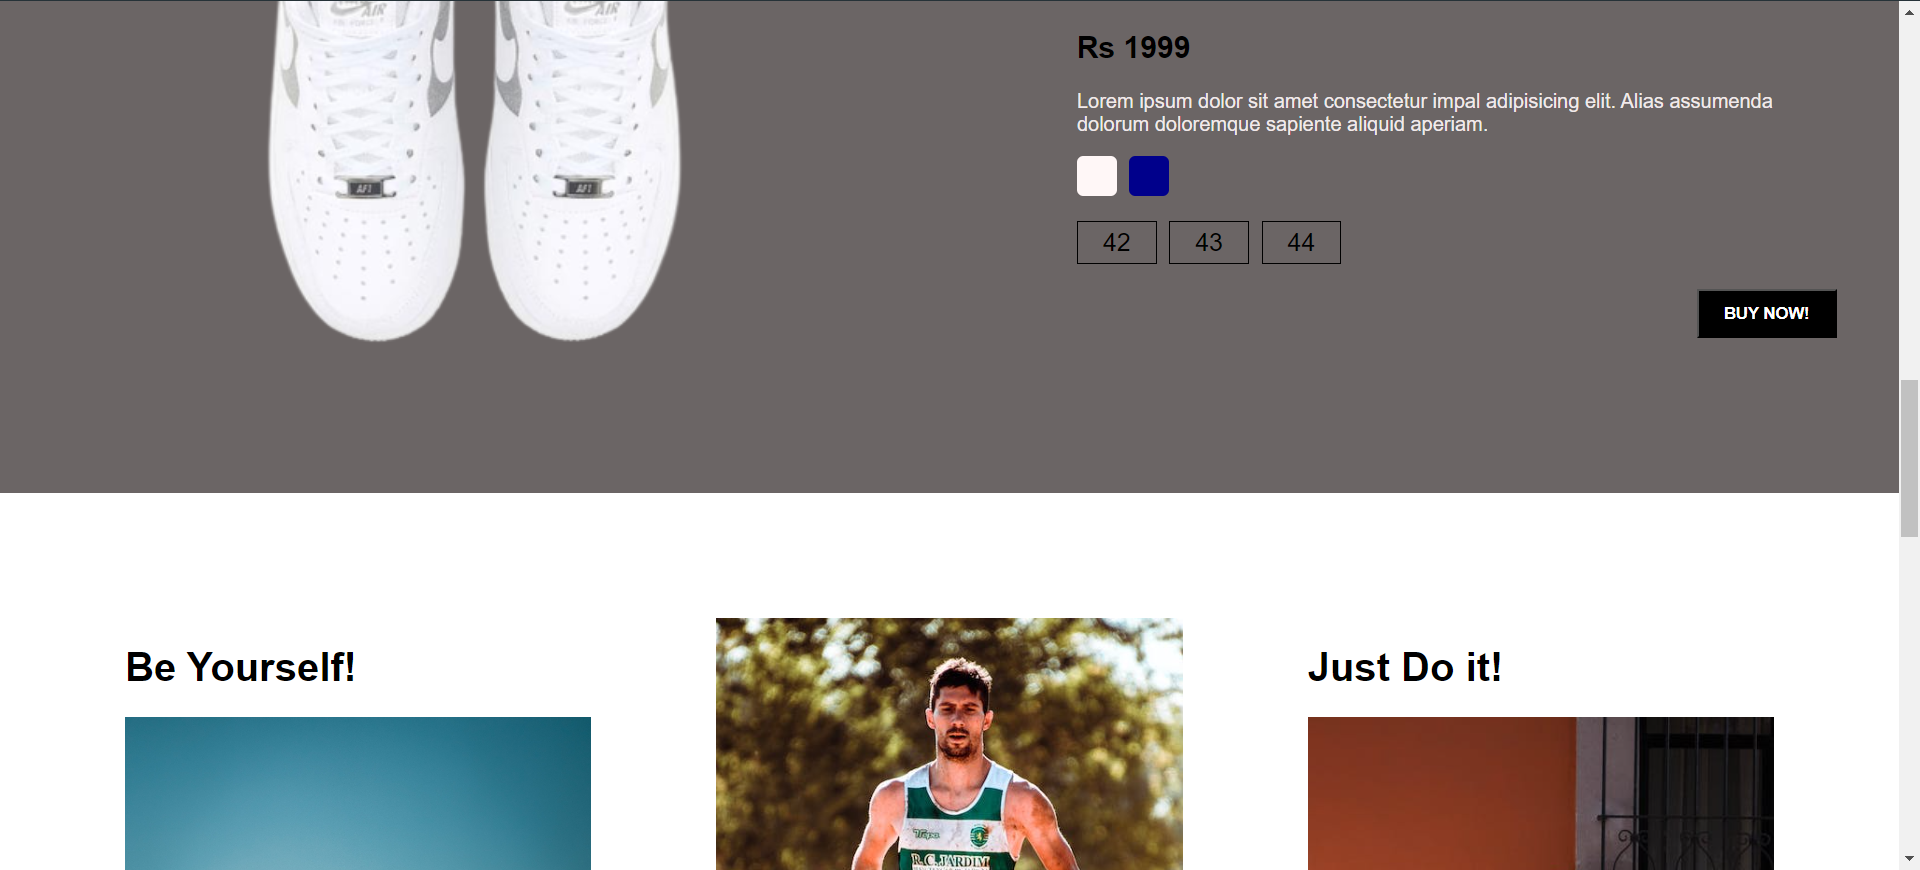 AIR
AIR
Rs 1999
Lorem ipsum dolor sit amet consectetur impal adipisicing elit. Alias assumenda
dolorum doloremque sapiente aliquid aperiam.
AF1
AF1
42
43
44
BUY NOW!
Be Yourself!
Just Do it!
R.C.JARDIM